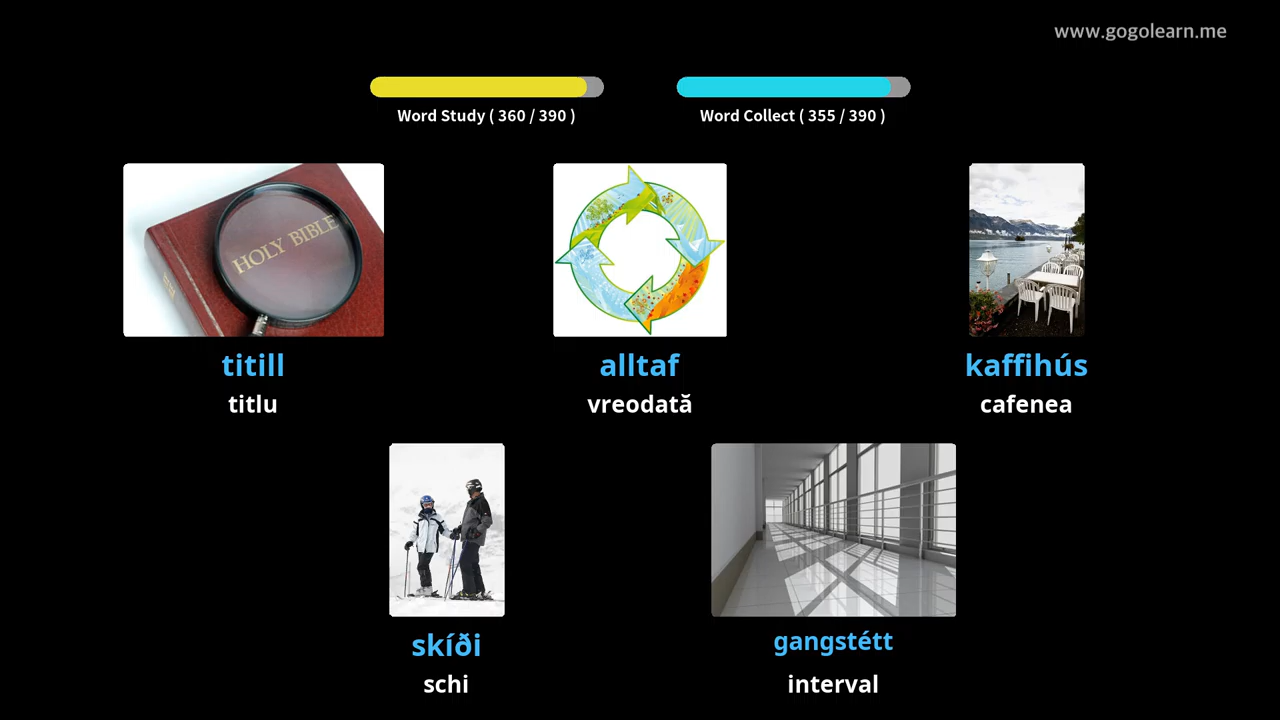 www.gogolearn.me
Word Study ( 360 / 390 )
Word Collect ( 355 / 390 )
HOLY BIBLE
titill
titlu
alltaf
vreodată
kaffihús
cafenea
skíði
schi
gangstétt
interval